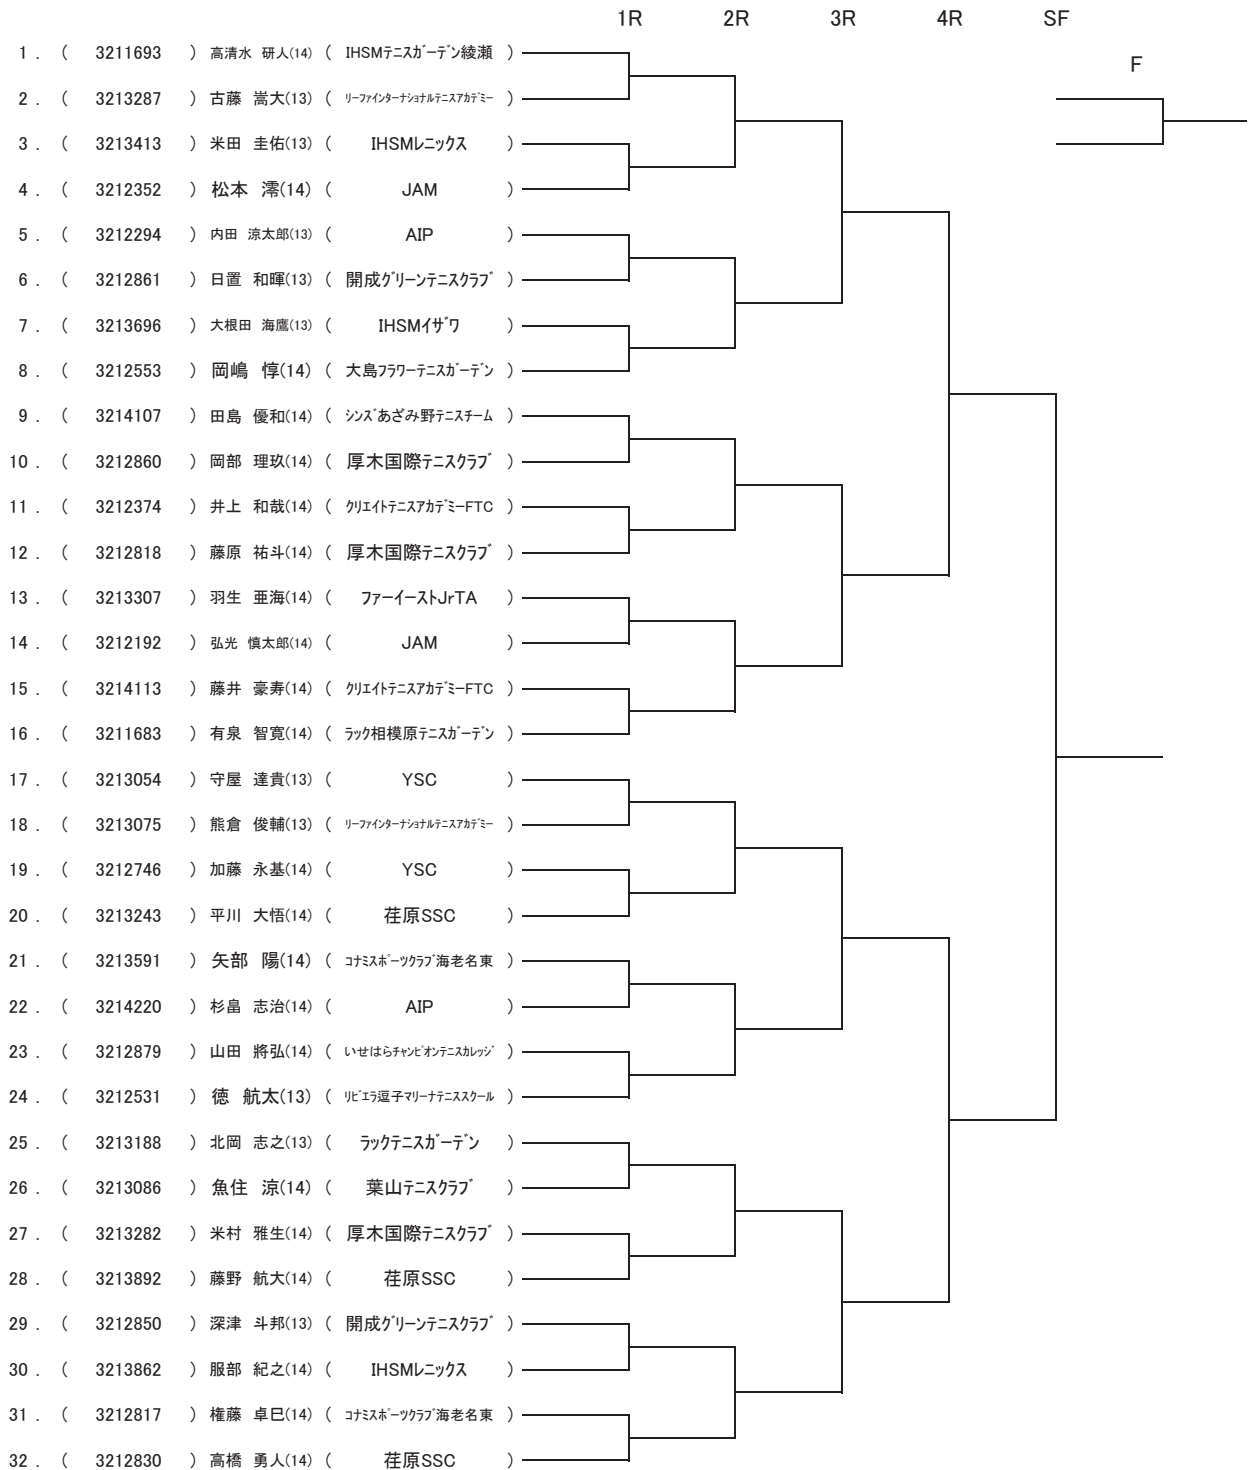 1R 2R 3R 4R SF
F
1. ( 3211693 ) 高清水 研人(14) ( IHSMテニスガーデン綾瀬 )
2. ( 3213287 ) 古藤 嵩大(13) ( リーファインターナショナルテニスアカデミー )
3. ( 3213413 ) 米田 圭佑(13) ( IHSMレニックス )
4. ( 3212352 ) 松本 澪(14) ( JAM )
5. ( 3212294 ) 内田 涼太郎(13) ( AIP )
6. ( 3212861 ) 日置 和暉(13) ( 開成グリーンテニスクラブ )
7. ( 3213696 ) 大根田 海鷹(13) ( IHSMイザワ )
8. ( 3212553 ) 岡嶋 惇(14) ( 大島フラワーテニスガーデン )
9. ( 3214107 ) 田島 優和(14) ( シンズあざみ野テニスチーム )
10. ( 3212860 ) 岡部 理玖(14) ( 厚木国際テニスクラブ )
11. ( 3212374 ) 井上 和哉(14) ( クリエイトテニスアカデミーFTC )
12. ( 3212818 ) 藤原 祐斗(14) ( 厚木国際テニスクラブ )
13. ( 3213307 ) 羽生 亜海(14) ( ファーイーストJrTA )
14. ( 3212192 ) 弘光 慎太郎(14) ( JAM )
15. ( 3214113 ) 藤井 豪寿(14) ( クリエイトテニスアカデミーFTC )
16. ( 3211683 ) 有泉 智寛(14) ( ラック相模原テニスガーデン )
17. ( 3213054 ) 守屋 達貴(13) ( YSC )
18. ( 3213075 ) 熊倉 俊輔(13) ( リーファインターナショナルテニスアカデミー )
19. ( 3212746 ) 加藤 永基(14) ( YSC )
20. ( 3213243 ) 平川 大悟(14) ( 荏原SSC )
21. ( 3213591 ) 矢部 陽(14) ( コナミスポーツクラブ海老名東 )
22. ( 3214220 ) 杉畠 志治(14) ( AIP )
23. ( 3212879 ) 山田 將弘(14) ( いせはらチャンピオンテニスカレッジ )
24. ( 3212531 ) 徳 航太(13) ( リビエラ逗子マリーナテニススクール )
25. ( 3213188 ) 北岡 志之(13) ( ラックテニスガーデン )
26. ( 3213086 ) 魚住 涼(14) ( 葉山テニスクラブ )
27. ( 3213282 ) 米村 雅生(14) ( 厚木国際テニスクラブ )
28. ( 3213892 ) 藤野 航大(14) ( 荏原SSC )
29. ( 3212850 ) 深津 斗邦(13) ( 開成グリーンテニスクラブ )
30. ( 3213862 ) 服部 紀之(14) ( IHSMレニックス )
31. ( 3212817 ) 権藤 卓巳(14) ( コナミスポーツクラブ海老名東 )
32. ( 3212830 ) 高橋 勇人(14) ( 荏原SSC )